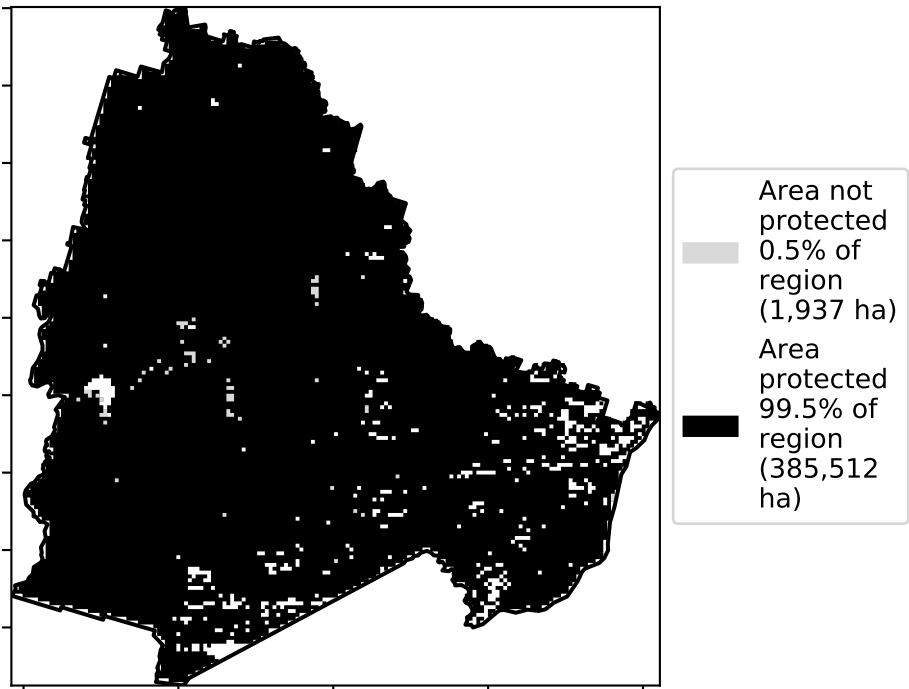 Area not
protected
0.5% of
region
(1,937 ha)
Area
protected
99.5% of
region
(385,512
ha)